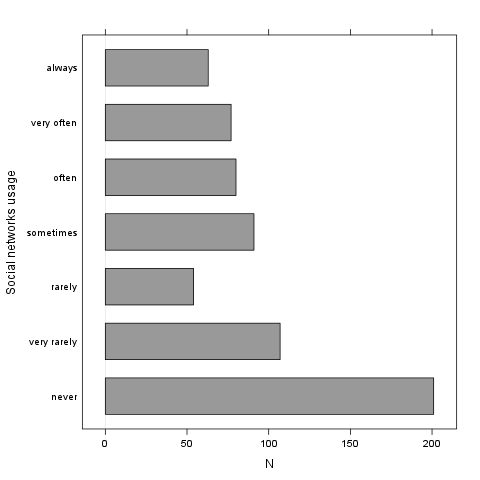 always
very often
often
sometimes
rarely
very rarely
never
Social networks usage
0 50 100 150 200
N